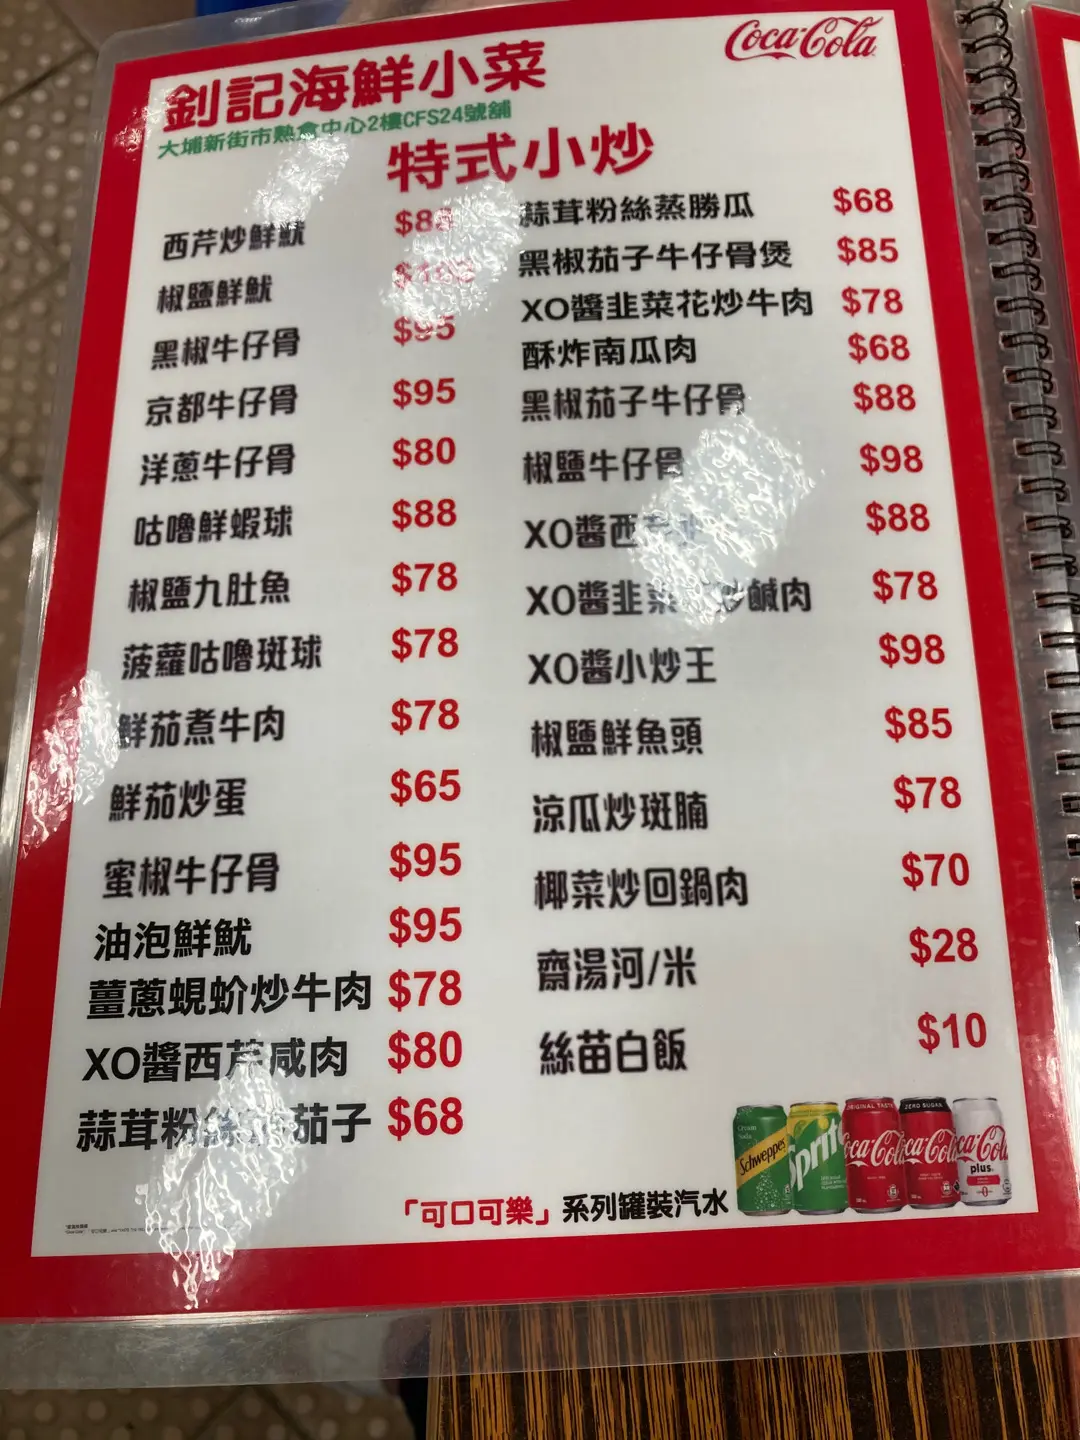 Coca-Cola
釗記海鮮小菜
大埔新街市熟食中心2樓CFS24號舖
特式小炒
西芹炒鮮魷
椒鹽鮮魷
黑椒牛仔骨 $95
京都牛仔骨 $95
洋蔥牛仔骨 $80
咕嚕鮮蝦球 $88
椒鹽九肚魚 $78
菠蘿咕嚕斑球 $78
鮮茄煮牛肉 $78
鮮茄炒蛋 $65
蜜椒牛仔骨 $95
油泡鮮魷 $95
薑蔥蜆蚧炒牛肉 $78
XO醬西芹咸肉 $80
蒜茸粉絲 茄子 $68
蒜茸粉絲蒸勝瓜 $68
黑椒茄子牛仔骨煲 $85
XO醬韭菜花炒牛肉 $78
酥炸南瓜肉 $68
黑椒茄子牛仔骨 $88
椒鹽牛仔骨 $98
XO醬西 $88
XO醬韭菜 炒鹹肉 $78
XO醬小炒王 $98
椒鹽鮮魚頭 $85
涼瓜炒斑腩 $78
椰菜炒回鍋肉 $70
齋湯河/米 $28
絲苗白飯 $10
「可口可樂」系列罐裝汽水
Cream Soda
Schweppes
Sprite
ORIGINAL TASTE
Coca-Cola
ZERO SUGAR
Coca-Cola
Coca-Cola
plus